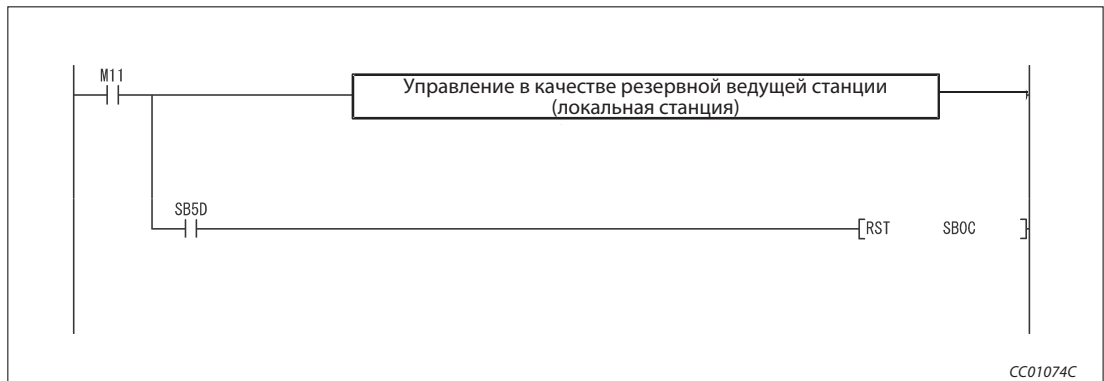 M11
Управление в качестве резервной ведущей станции
(локальная станция)
SB5D
[RST SB0C ]
CC01074C